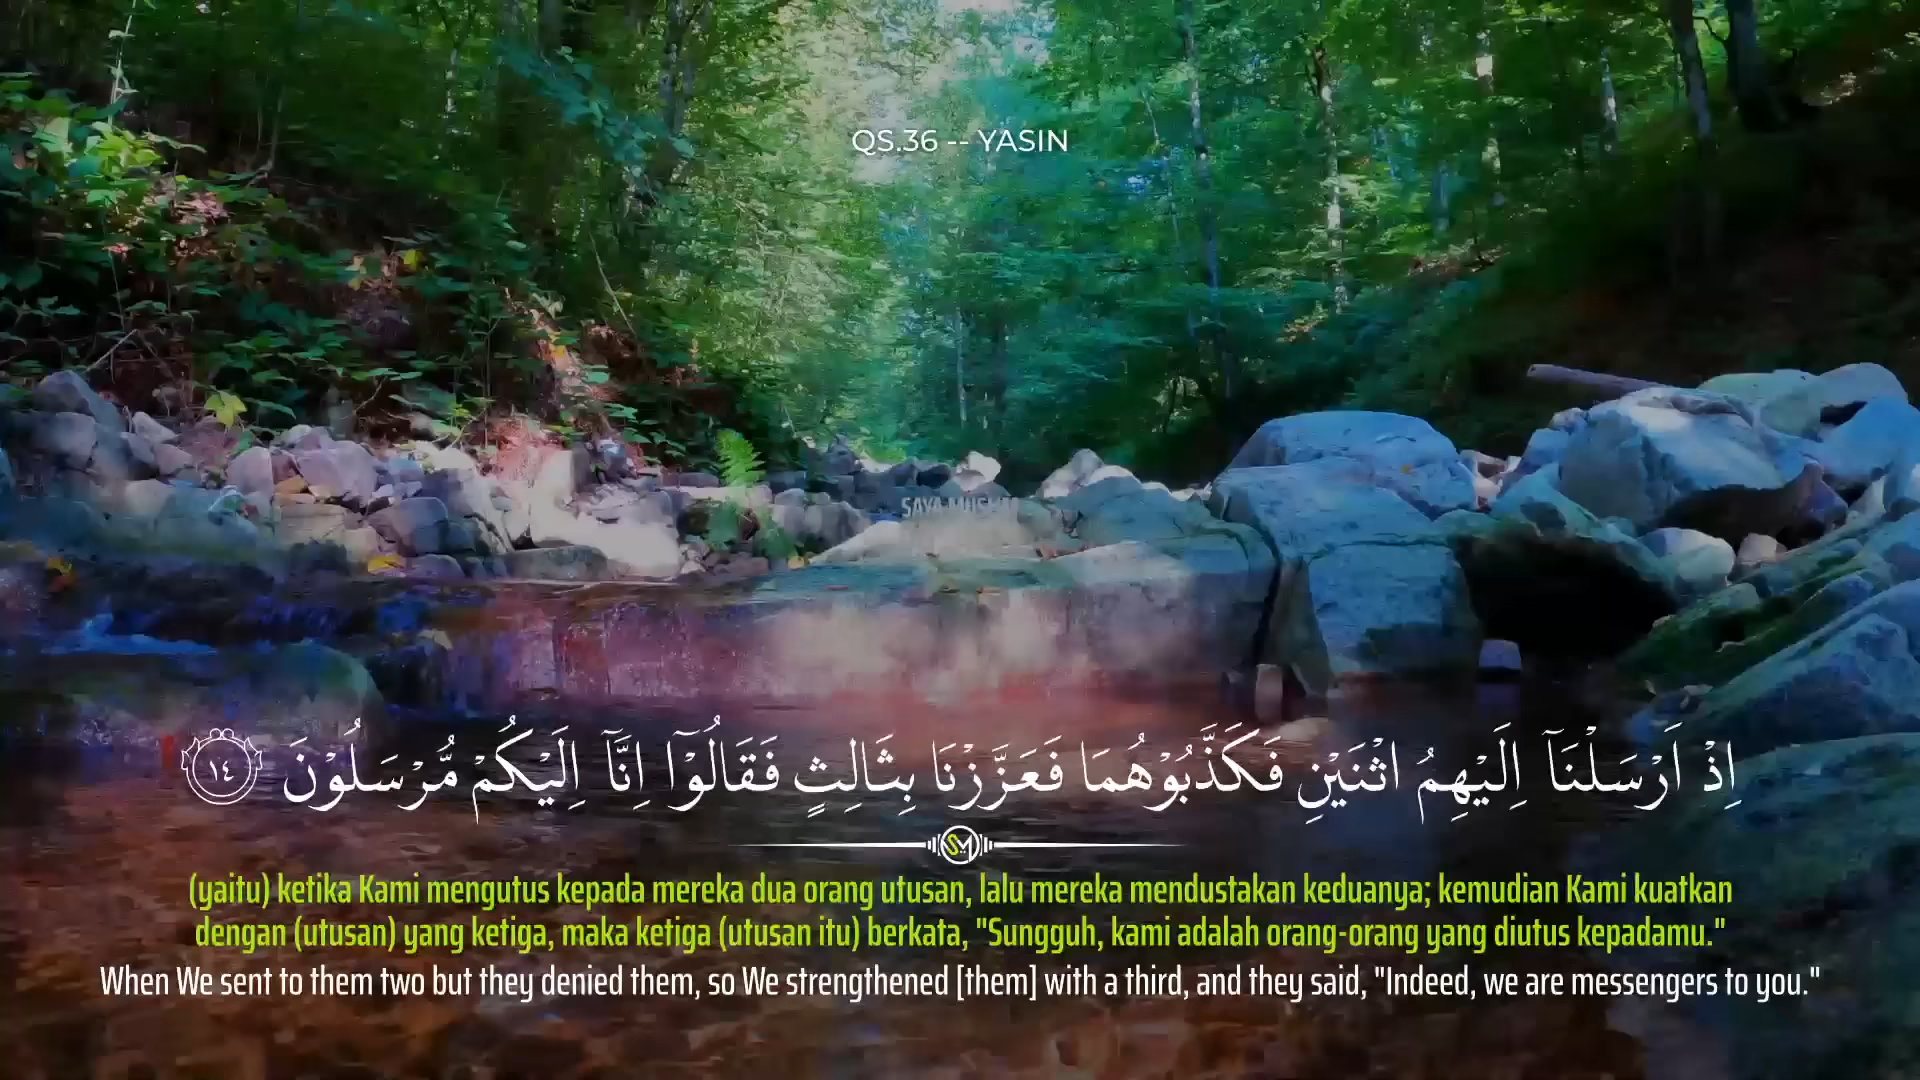 QS.36 -- YASIN
SAYA MUSLIM
اِذْ اَرْسَلْنَآ اِلَيْهِمُ اثْنَيْنِ فَكَذَّبُوْهُمَا فَعَزَّزْنَا بِثَالِثٍ فَقَالُوْٓا اِنَّآ اِلَيْكُمْ مُّرْسَلُوْنَ ١٤
SM
(yaitu) ketika Kami mengutus kepada mereka dua orang utusan, lalu mereka mendustakan keduanya; kemudian Kami kuatkan
dengan (utusan) yang ketiga, maka ketiga (utusan itu) berkata, "Sungguh, kami adalah orang-orang yang diutus kepadamu."
When We sent to them two but they denied them, so We strengthened [them] with a third, and they said, "Indeed, we are messengers to you."